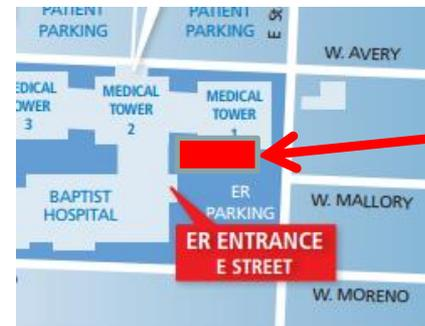 PATIENT
PARKING
PATIENT
PARKING
E
W. AVERY
MEDICAL
TOWER
3
MEDICAL
TOWER
2
MEDICAL
TOWER
1
BAPTIST
HOSPITAL
ER
PARKING
W. MALLORY
ER ENTRANCE
E STREET
W. MORENO